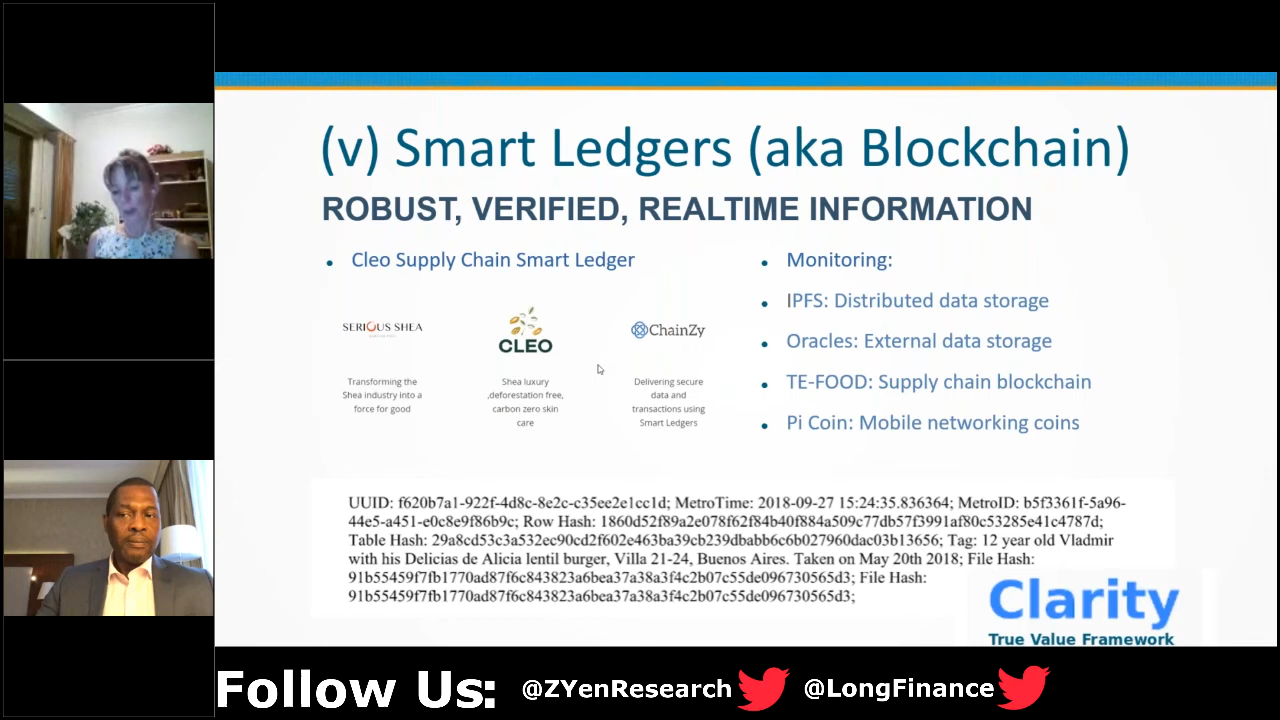 (v) Smart Ledgers (aka Blockchain)
ROBUST, VERIFIED, REALTIME INFORMATION
• Cleo Supply Chain Smart Ledger
SERIOUS SHEA
Transforming the
Shea industry into a
force for good
CLEO
Shea luxury
,deforestation free,
carbon zero skin
care
ChainZy
Delivering secure
data and
transactions using
Smart Ledgers
• Monitoring:
• IPFS: Distributed data storage
• Oracles: External data storage
• TE-FOOD: Supply chain blockchain
• Pi Coin: Mobile networking coins
UUID: f620b7a1-922f-4d8c-8e2c-c35ee2e1cc1d; MetroTime: 2018-09-27 15:24:35.836364; MetroID: b5f3361f-5a96-
44e5-a451-e0c8e9f86b9c; Row Hash: 1860d52f89a2e078f62f84b40f884a509c77db57f3991af80c53285e41c4787d;
Table Hash: 29a8cd53c3a532ec90cd2f602e463ba39cb239dbabb6c6b027960dac03b13656; Tag: 12 year old Vladmir
with his Delicias de Alicia lentil burger, Villa 21-24, Buenos Aires. Taken on May 20th 2018; File Hash:
91b55459f7fb1770ad87f6c843823a6bea37a38a3f4c2b07c55de096730565d3; File Hash:
91b55459f7fb1770ad87f6c843823a6bea37a38a3f4c2b07c55de096730565d3;
Clarity
True Value Framework
Follow Us: @ZYenResearch @LongFinance